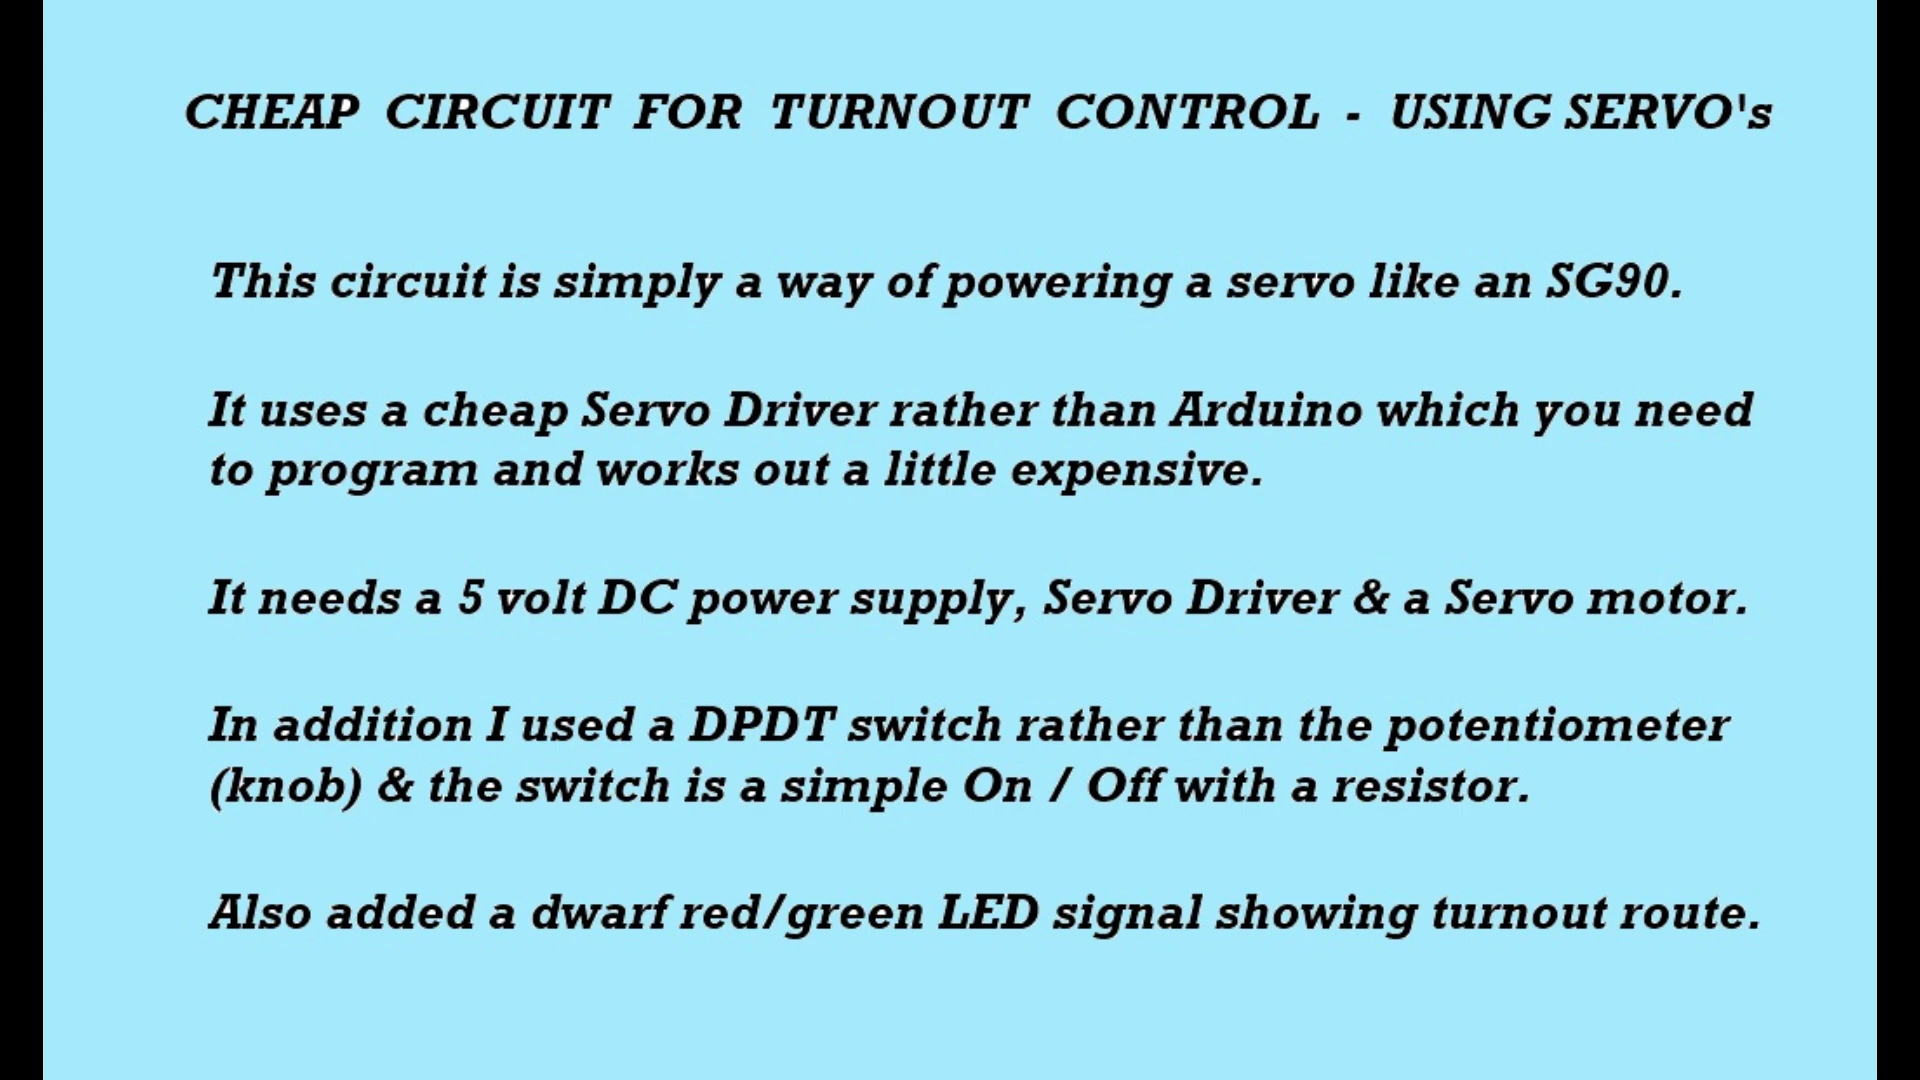 CHEAP CIRCUIT FOR TURNOUT CONTROL - USING SERVO's
This circuit is simply a way of powering a servo like an SG90.
It uses a cheap Servo Driver rather than Arduino which you need
to program and works out a little expensive.
It needs a 5 volt DC power supply, Servo Driver & a Servo motor.
In addition I used a DPDT switch rather than the potentiometer
(knob) & the switch is a simple On / Off with a resistor.
Also added a dwarf red/green LED signal showing turnout route.